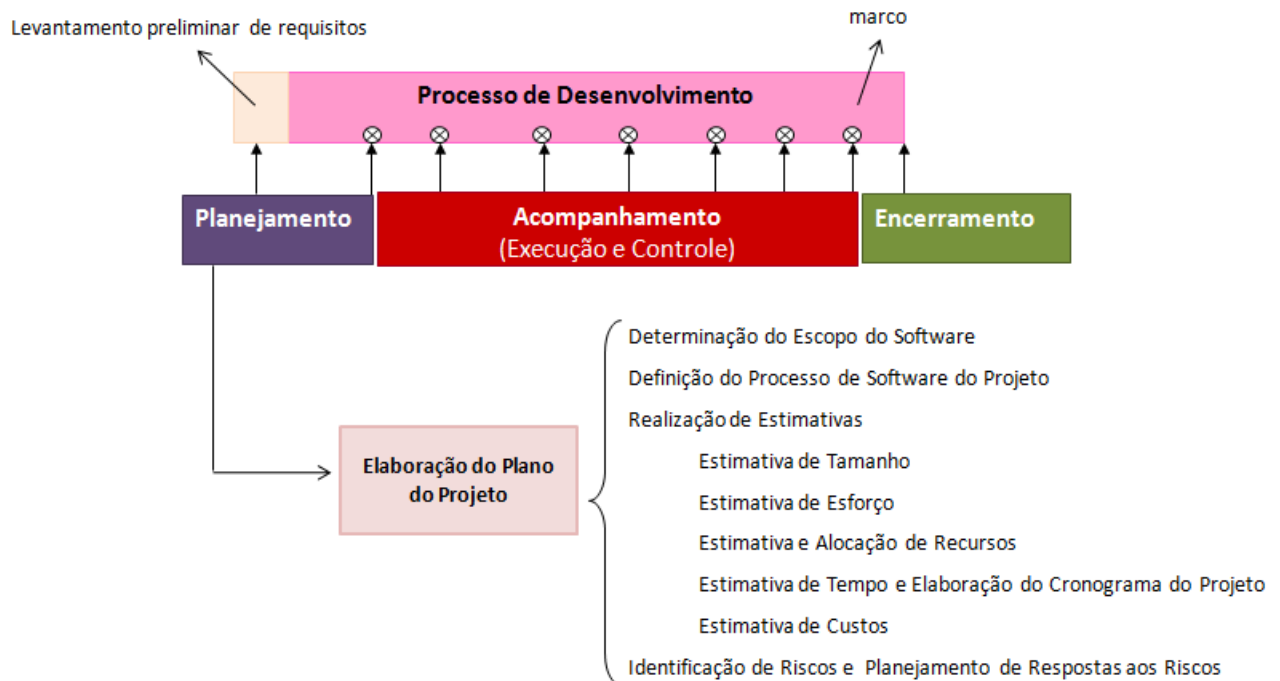 Levantamento preliminar de requisitos
marco
Processo de Desenvolvimento
Planejamento
Acompanhamento
(Execução e Controle)
Encerramento
Elaboração do Plano
do Projeto
Determinação do Escopo do Software
Definição do Processo de Software do Projeto
Realização de Estimativas
Estimativa de Tamanho
Estimativa de Esforço
Estimativa e Alocação de Recursos
Estimativa de Tempo e Elaboração do Cronograma do Projeto
Estimativa de Custos
Identificação de Riscos e Planejamento de Respostas aos Riscos